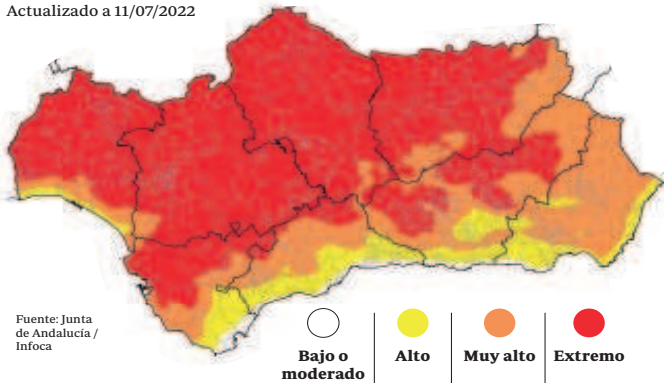 Actualizado a 11/07/2022
Fuente: Junta
de Andalucía /
Infoca
Bajo o
moderado
Alto
Muy alto
Extremo